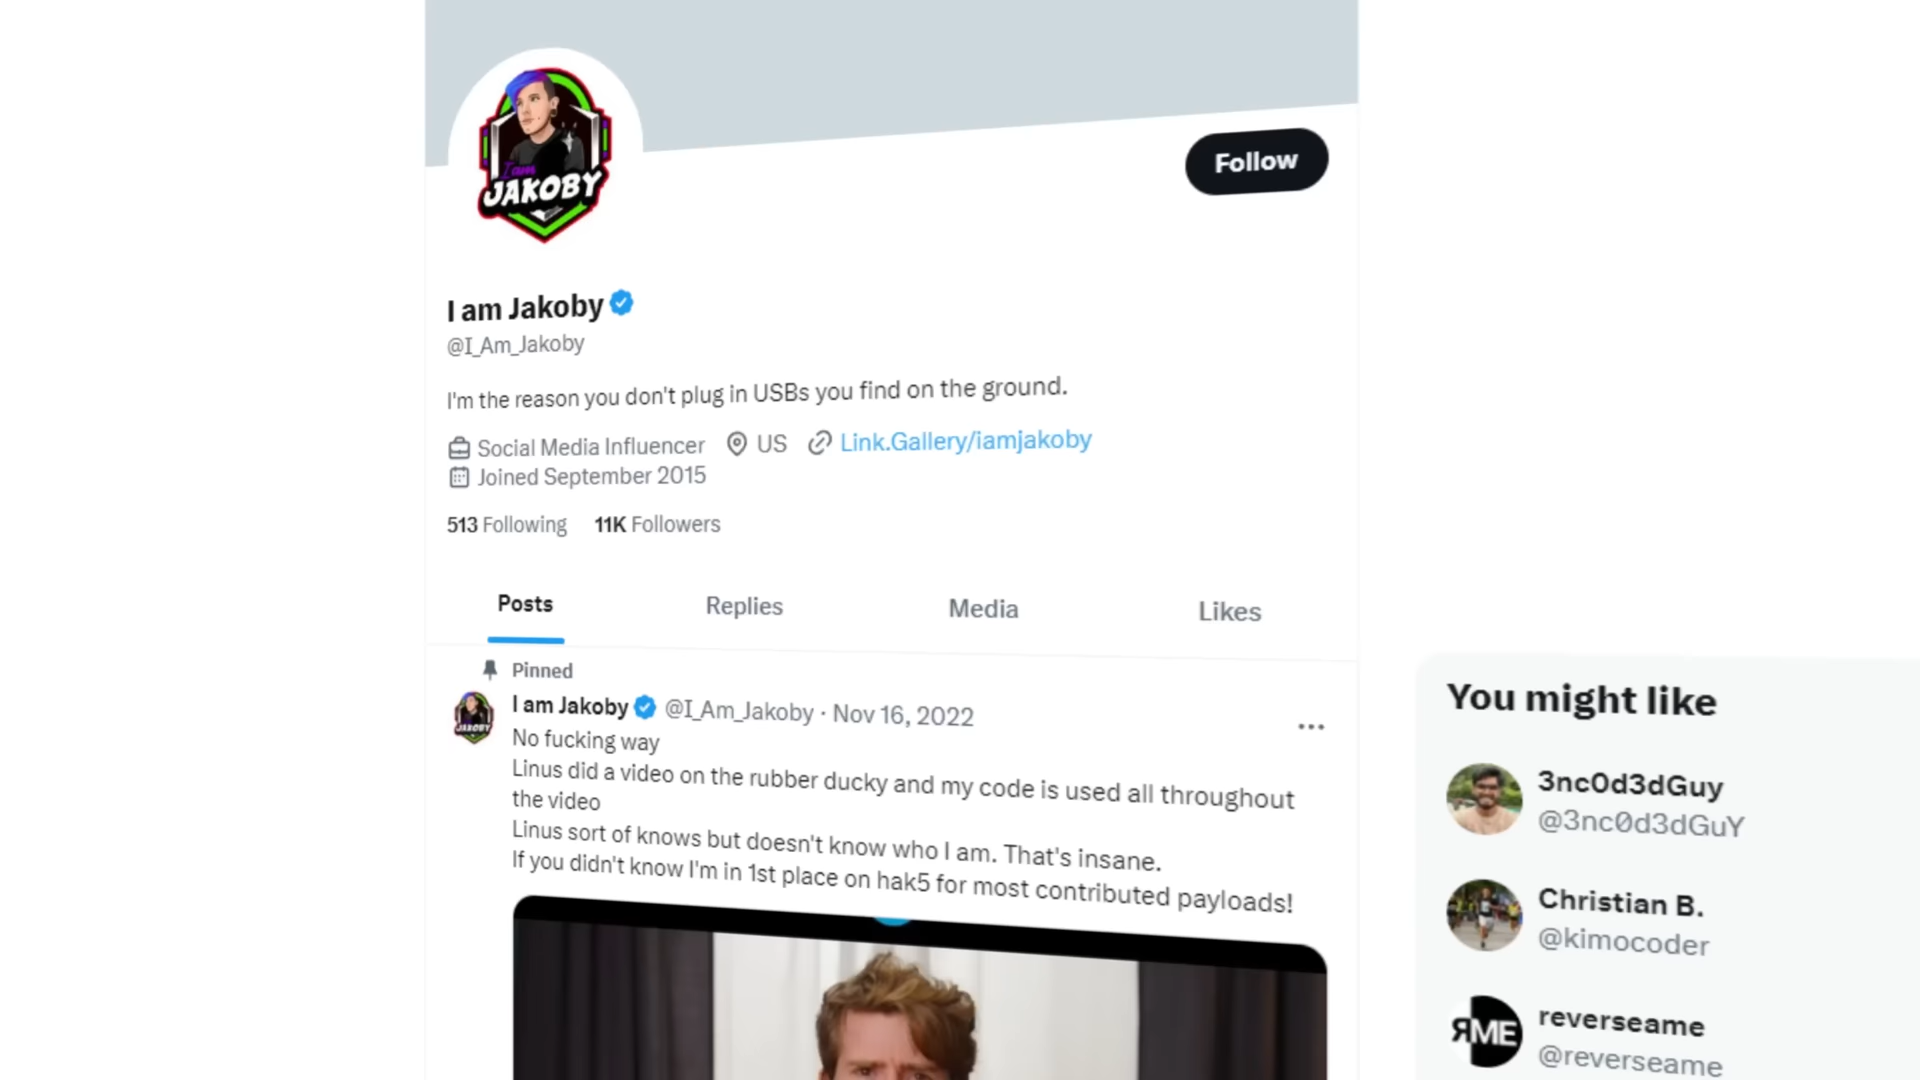 I am
JAKOBY
Follow
I am Jakoby
@I_Am_Jakoby
I'm the reason you don't plug in USBs you find on the ground.
Social Media Influencer US Link.Gallery/iamjakoby
Joined September 2015
513 Following 11K Followers
Posts Replies Media Likes
Pinned
JAKOBY
I am Jakoby @I_Am_Jakoby · Nov 16, 2022
No fucking way
Linus did a video on the rubber ducky and my code is used all throughout
the video
Linus sort of knows but doesn't know who I am. That's insane.
If you didn't know I'm in 1st place on hak5 for most contributed payloads!
You might like
3nc0d3dGuy
@3nc0d3dGuY
Christian B.
@kimocoder
ЯME
reverseame
@reverseame